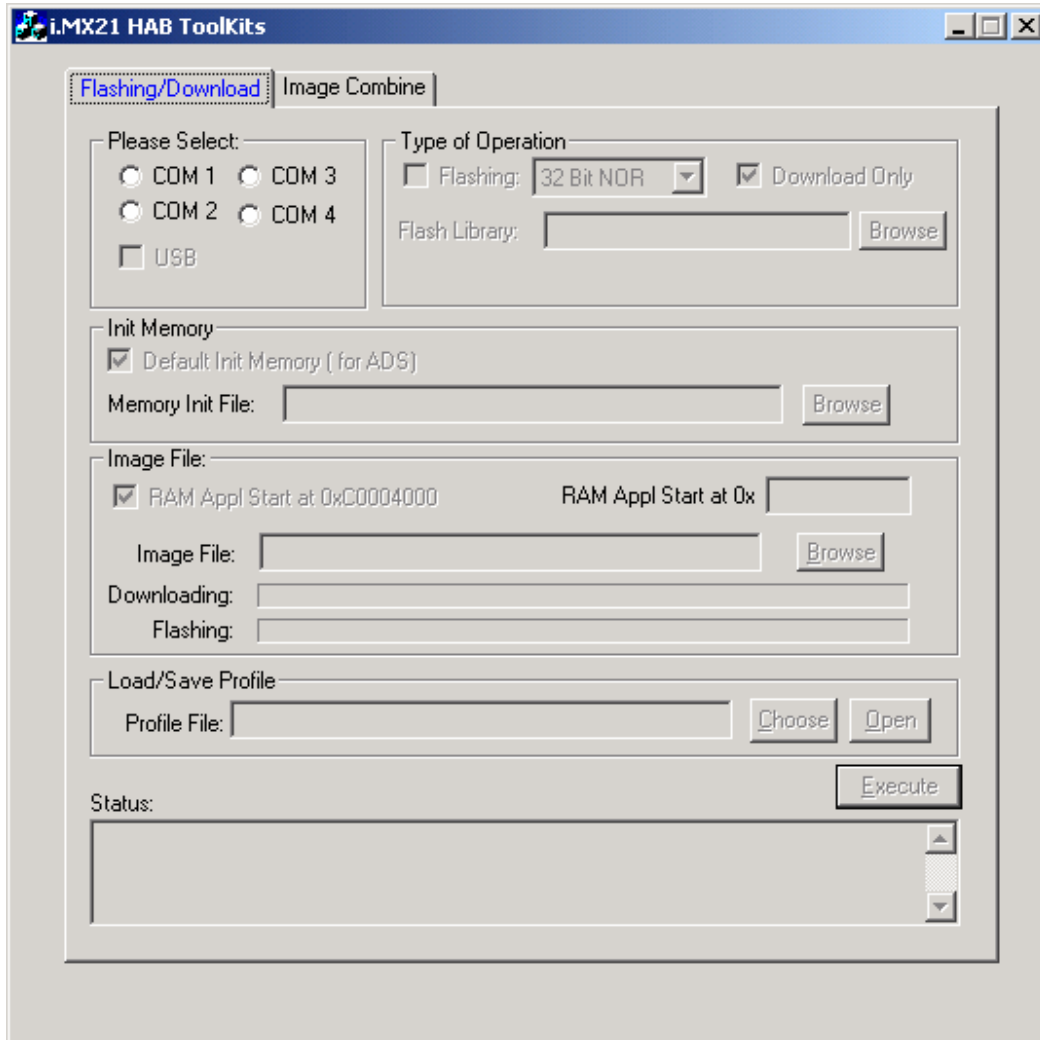 i.MX21 HAB ToolKits
Flashing/Download Image Combine
Please Select:
COM 1 COM 3
COM 2 COM 4
USB
Type of Operation
Flashing: 32 Bit NOR Download Only
Flash Library: Browse
Init Memory
Default Init Memory ( for ADS)
Memory Init File: Browse
Image File:
RAM Appl Start at 0xC0004000 RAM Appl Start at 0x
Image File: Browse
Downloading:
Flashing:
Load/Save Profile
Profile File: Choose Open
Execute
Status: